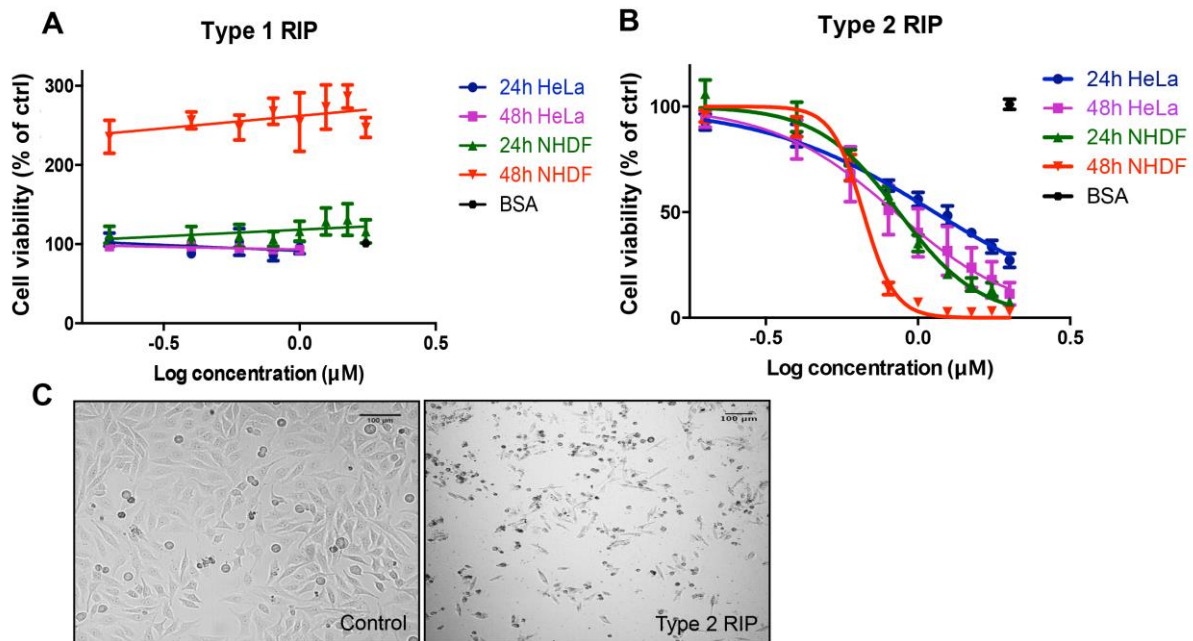 A
Type 1 RIP
Cell viability (% of ctrl)
300
200
100
0
-0.5
0.0
0.5
Log concentration (µM)
24h HeLa
48h HeLa
24h NHDF
48h NHDF
BSA
B
Type 2 RIP
Cell viability (% of ctrl)
100
50
0
-0.5
0.0
0.5
Log concentration (µM)
24h HeLa
48h HeLa
24h NHDF
48h NHDF
BSA
C
100 µm
Control
100 µm
Type 2 RIP